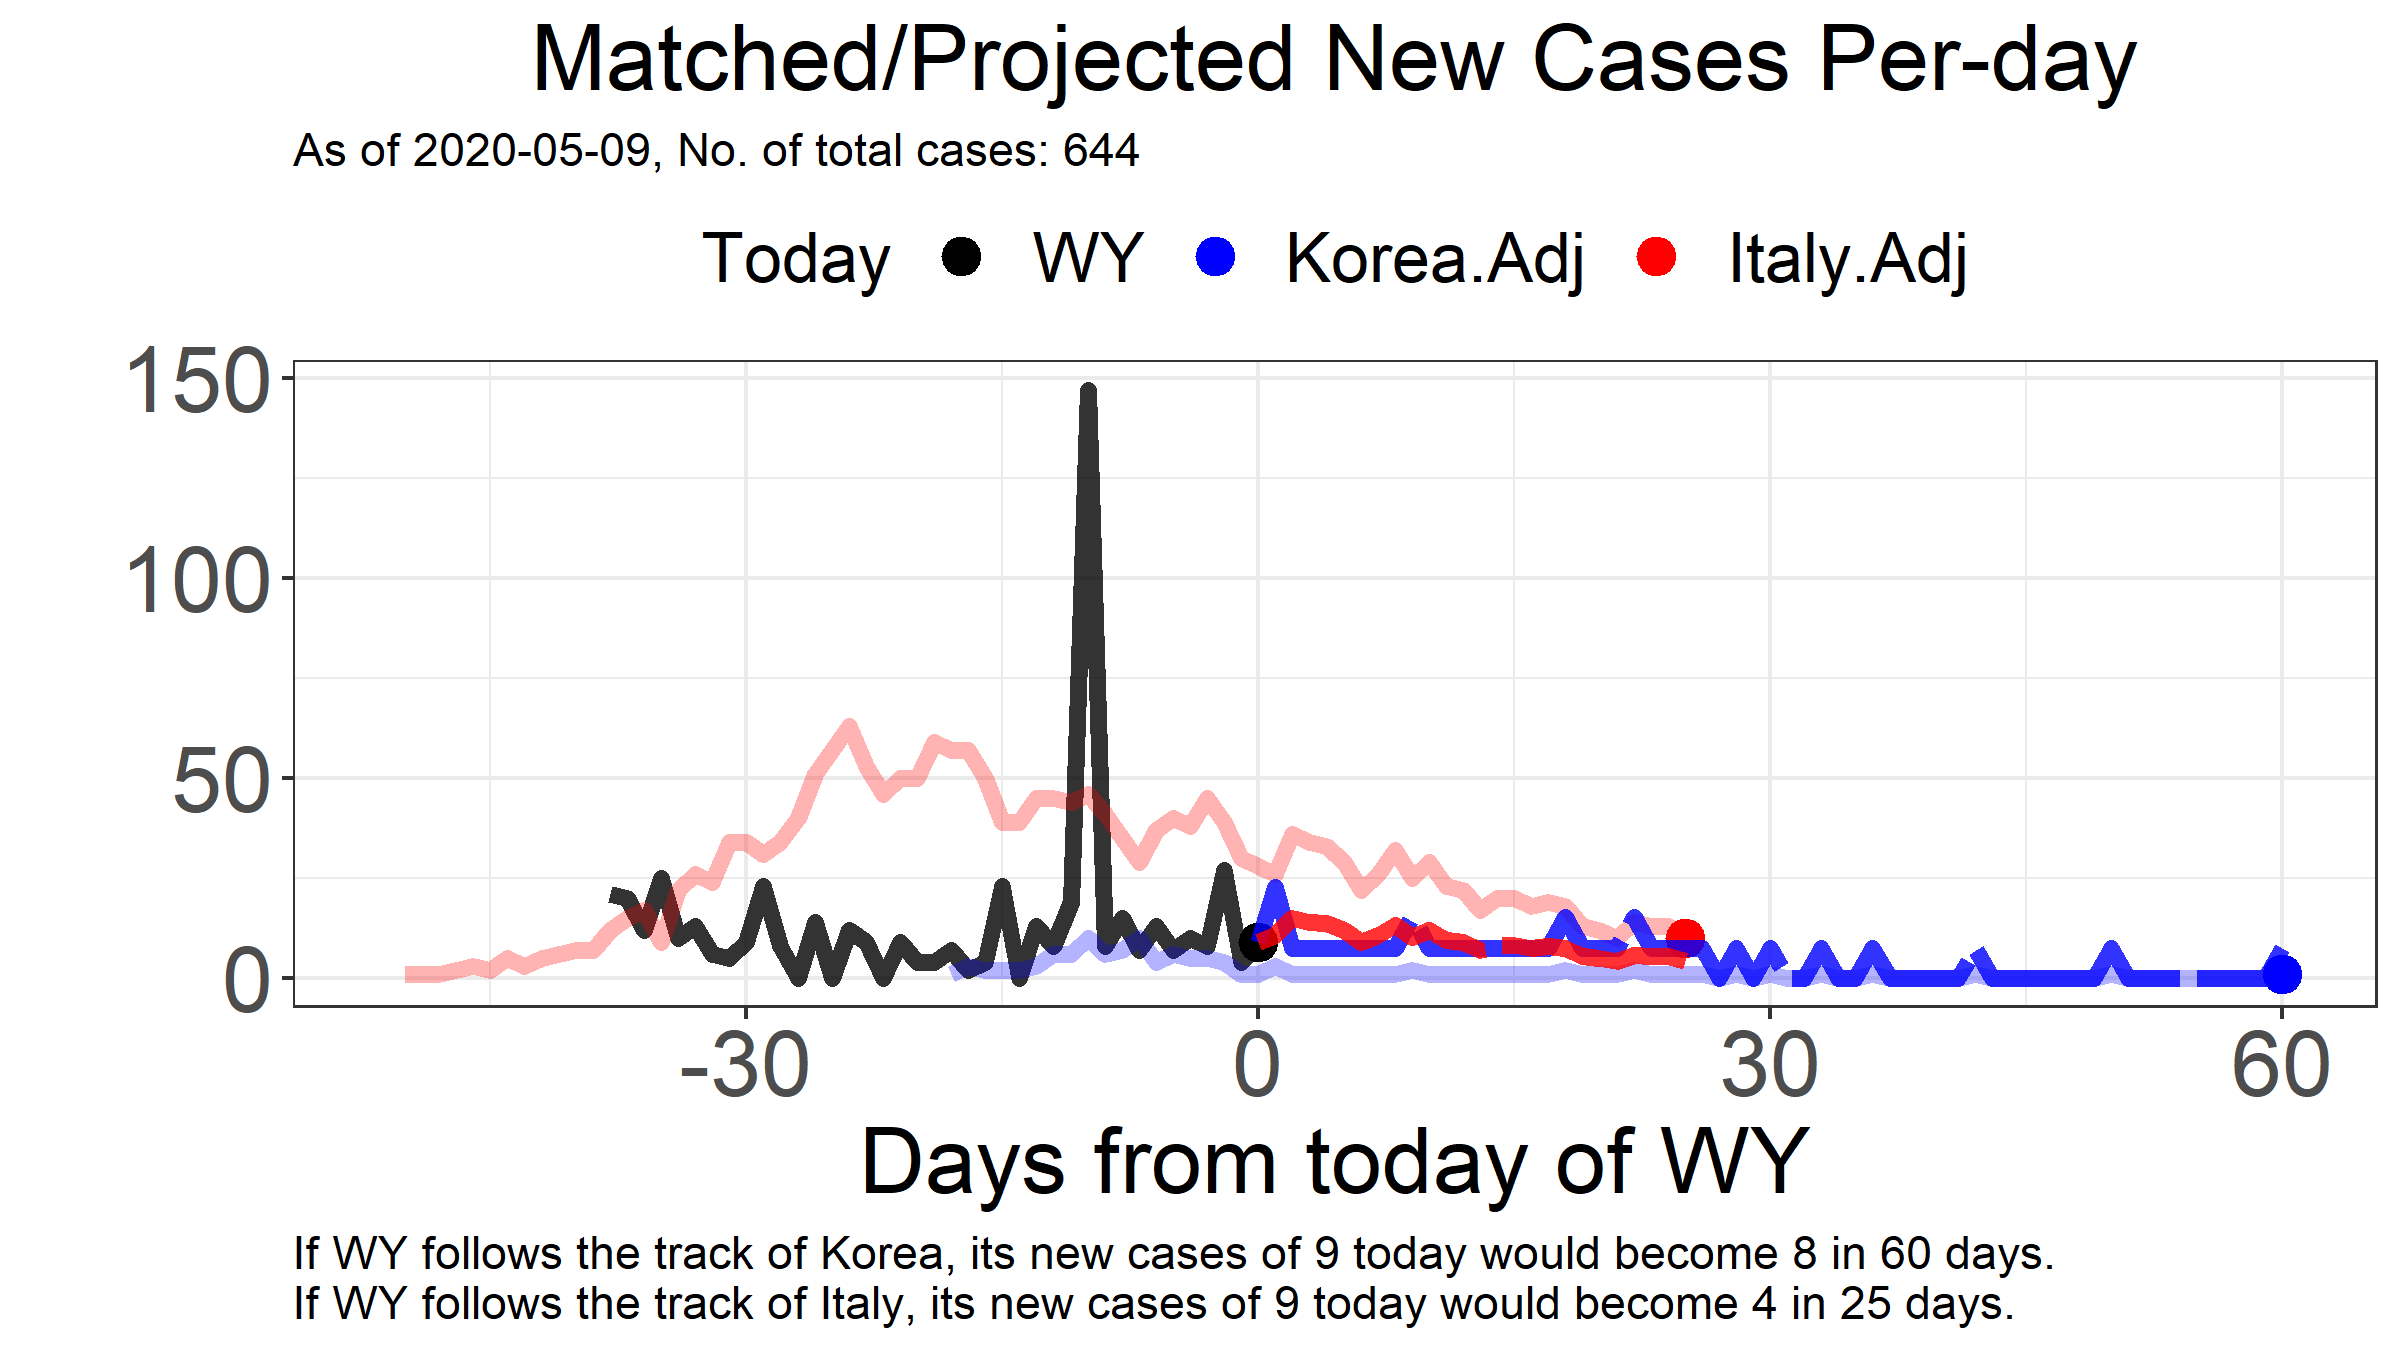 Matched/Projected New Cases Per-day
As of 2020-05-09, No. of total cases: 644
Today WY Korea.Adj Italy.Adj
150
100
50
0
-30 0 30 60
Days from today of WY
If WY follows the track of Korea, its new cases of 9 today would become 8 in 60 days.
If WY follows the track of Italy, its new cases of 9 today would become 4 in 25 days.